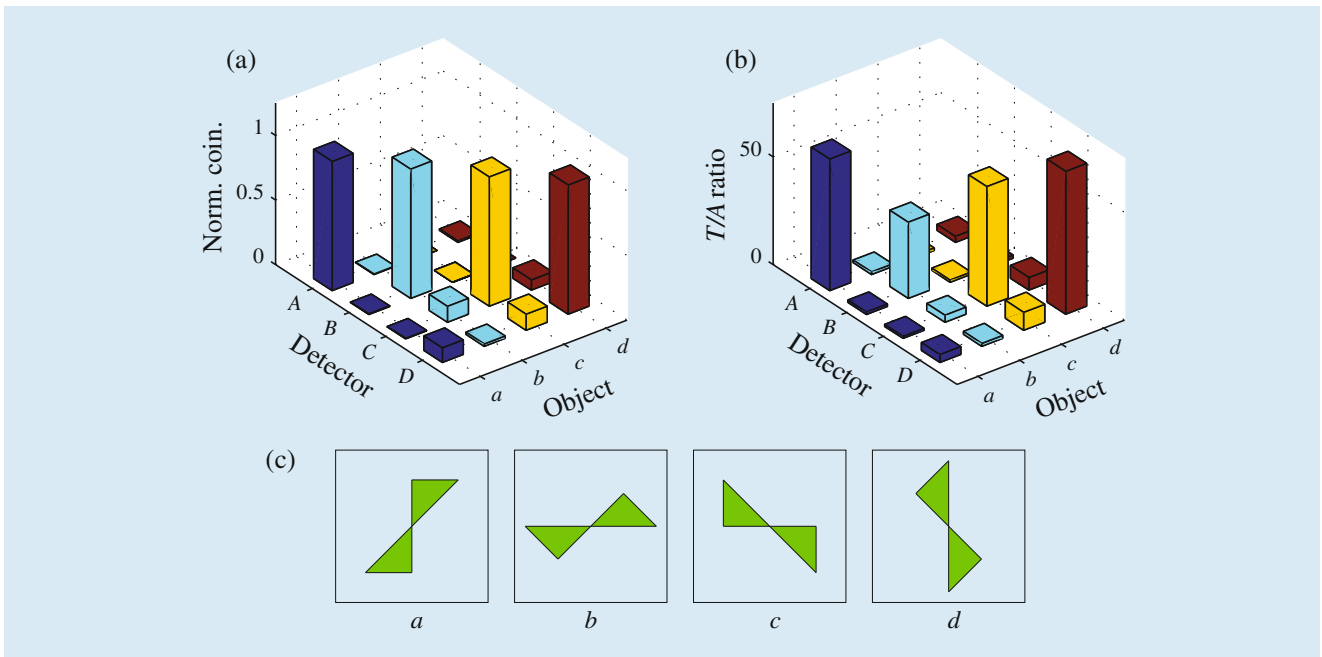 (a)
Norm. coin.
1
0.5
0
A
B
C
D
Detector
a
b
c
d
Object
(b)
T/A ratio
50
0
A
B
C
D
Detector
a
b
c
d
Object
(c)
a
b
c
d